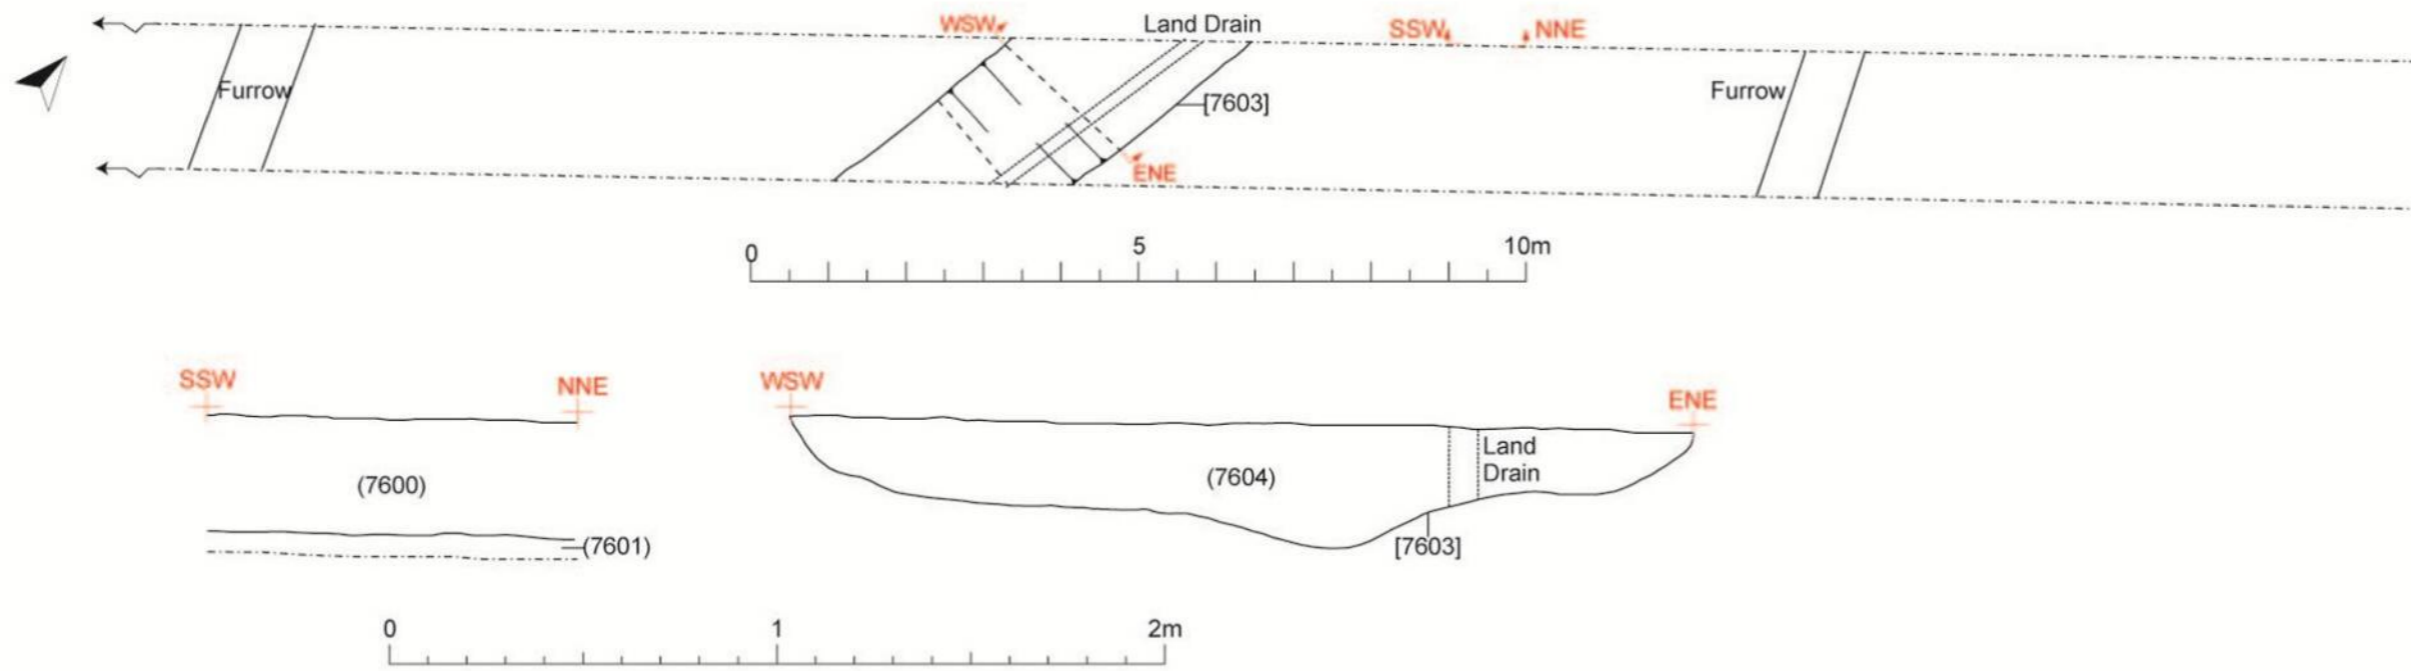 WSW
Land Drain
SSW
NNE
Furrow
[7603]
Furrow
ENE
0
5
10m
SSW
NNE
WSW
ENE
(7600)
(7601)
(7604)
Land
Drain
[7603]
0
1
2m